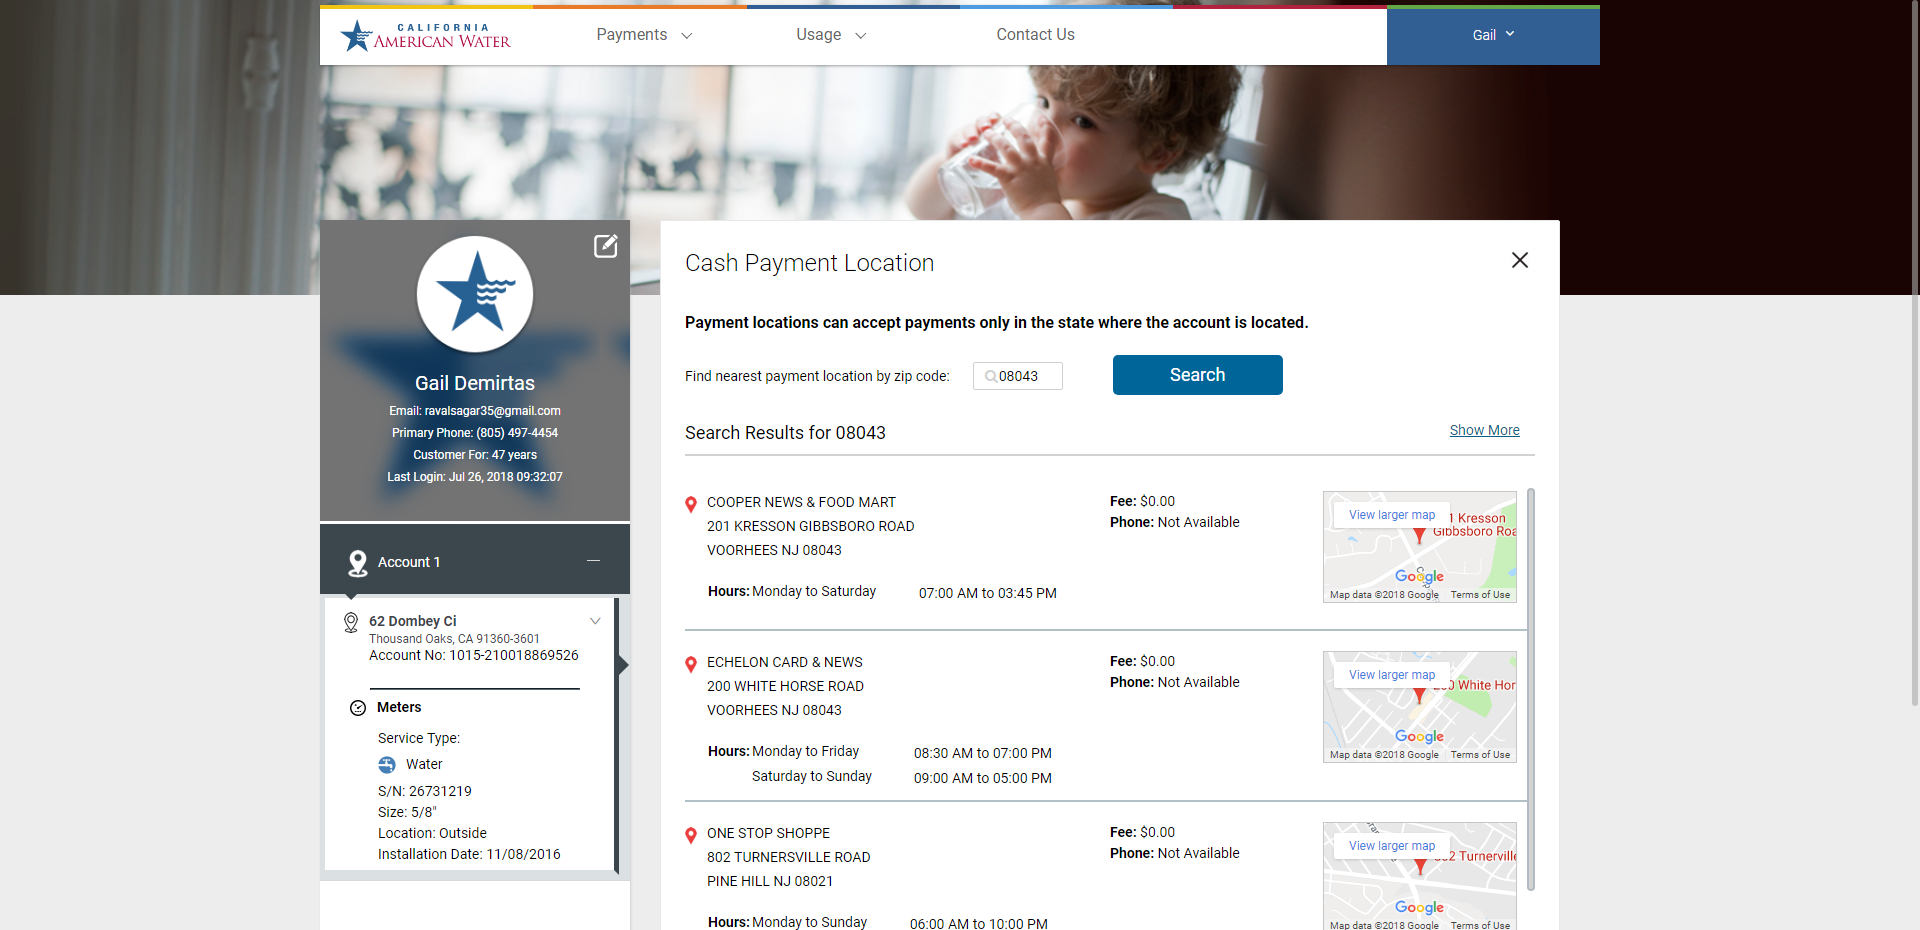 CALIFORNIA
AMERICAN WATER
Payments
Usage
Contact Us
Gail
Gail Demirtas
Email: ravalsagar35@gmail.com
Primary Phone: (805) 497-4454
Customer For: 47 years
Last Login: Jul 26, 2018 09:32:07
Account 1
62 Dombey Ci
Thousand Oaks, CA 91360-3601
Account No: 1015-210018869526
Meters
Service Type:
Water
S/N: 26731219
Size: 5/8"
Location: Outside
Installation Date: 11/08/2016
Cash Payment Location
Payment locations can accept payments only in the state where the account is located.
Find nearest payment location by zip code:
08043
Search
Search Results for 08043
Show More
COOPER NEWS & FOOD MART
201 KRESSON GIBBSBORO ROAD
VOORHEES NJ 08043
Hours: Monday to Saturday 07:00 AM to 03:45 PM
Fee: $0.00
Phone: Not Available
View larger map
1 Kresson
Gibbsboro Roa
Google
Map data ©2018 Google Terms of Use
ECHELON CARD & NEWS
200 WHITE HORSE ROAD
VOORHEES NJ 08043
Hours: Monday to Friday 08:30 AM to 07:00 PM
Saturday to Sunday 09:00 AM to 05:00 PM
Fee: $0.00
Phone: Not Available
View larger map
0 White Hor
Google
Map data ©2018 Google Terms of Use
ONE STOP SHOPPE
802 TURNERSVILLE ROAD
PINE HILL NJ 08021
Hours: Monday to Sunday 06:00 AM to 10:00 PM
Fee: $0.00
Phone: Not Available
View larger map
2 Turnerville
Google
Map data ©2018 Google Terms of Use